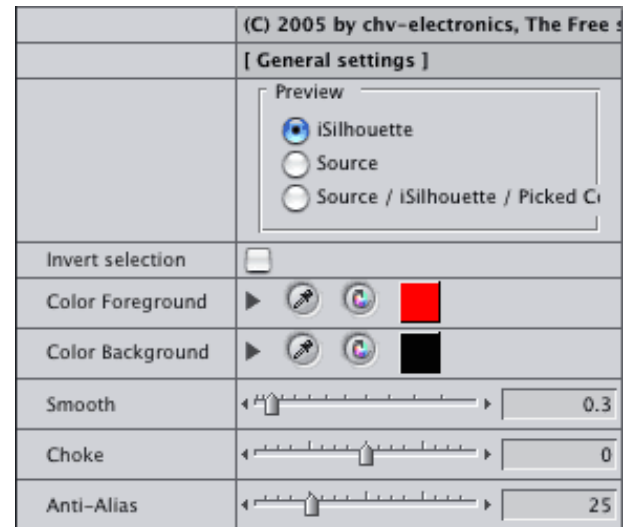 (C) 2005 by chv-electronics, The Free
[ General settings ]
Preview
iSilhouette
Source
Source / iSilhouette / Picked
Invert selection
Color Foreground
Color Background
Smooth 0.3
Choke 0
Anti-Alias 25